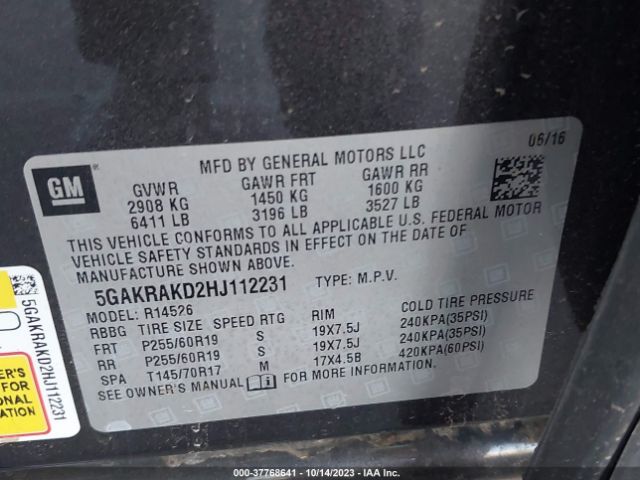 GM
MFD BY GENERAL MOTORS LLC
06/16
GVWR GAWR FRT GAWR RR
2908 KG 1450 KG 1600 KG
6411 LB 3196 LB 3527 LB
THIS VEHICLE CONFORMS TO ALL APPLICABLE U.S. FEDERAL MOTOR
VEHICLE SAFETY STANDARDS IN EFFECT ON THE DATE OF
MANUFACTURE SHOWN ABOVE.
5GAKRAKD2HJ112231 TYPE: M.P.V.
MODEL: R14526
RBBG TIRE SIZE SPEED RTG RIM COLD TIRE PRESSURE
FRT P255/60R19 S 19X7.5J 240KPA(35PSI)
RR P255/60R19 S 19X7.5J 240KPA(35PSI)
SPA T145/70R17 M 17X4.5B 420KPA(60PSI)
SEE OWNER'S MANUAL FOR MORE INFORMATION.
5GAKRAKD2HJ112231
FOR
ONAL
ATION
000-37768641 - 10/14/2023 - IAA Inc.